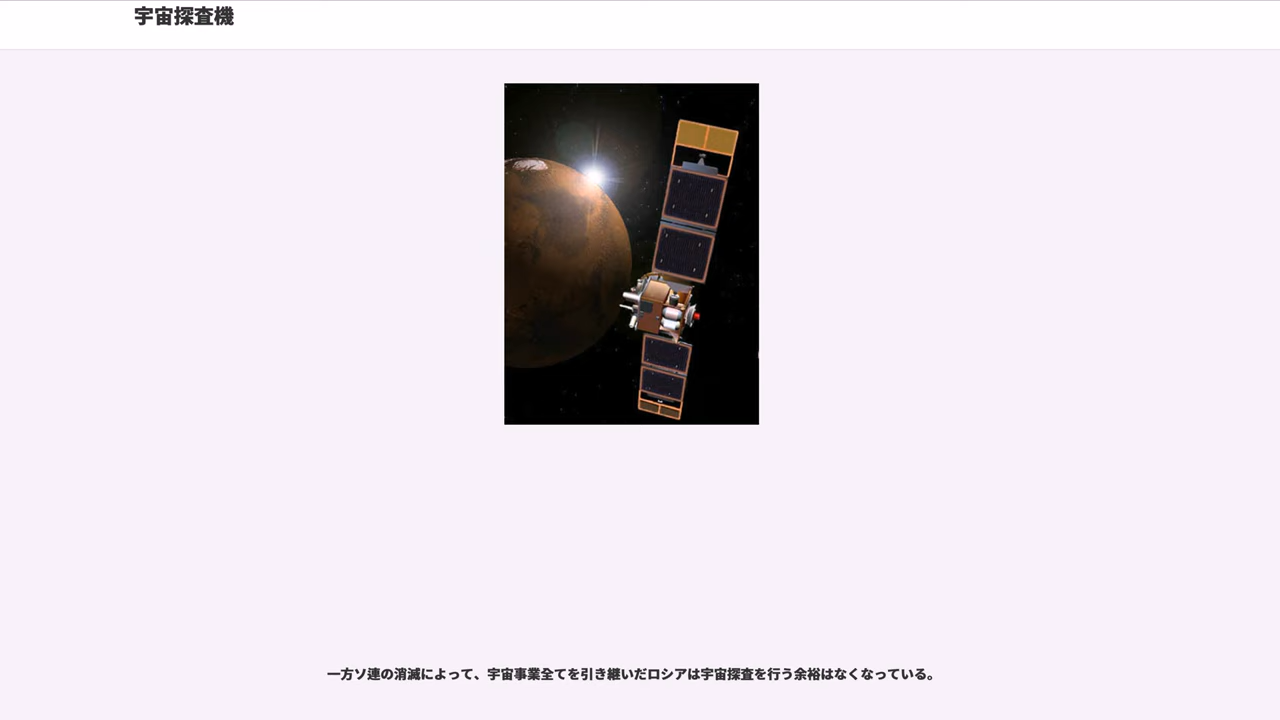 宇宙探査機
一方ソ連の消滅によって、宇宙事業全てを引き継いだロシアは宇宙探査を行う余裕はなくなっている。